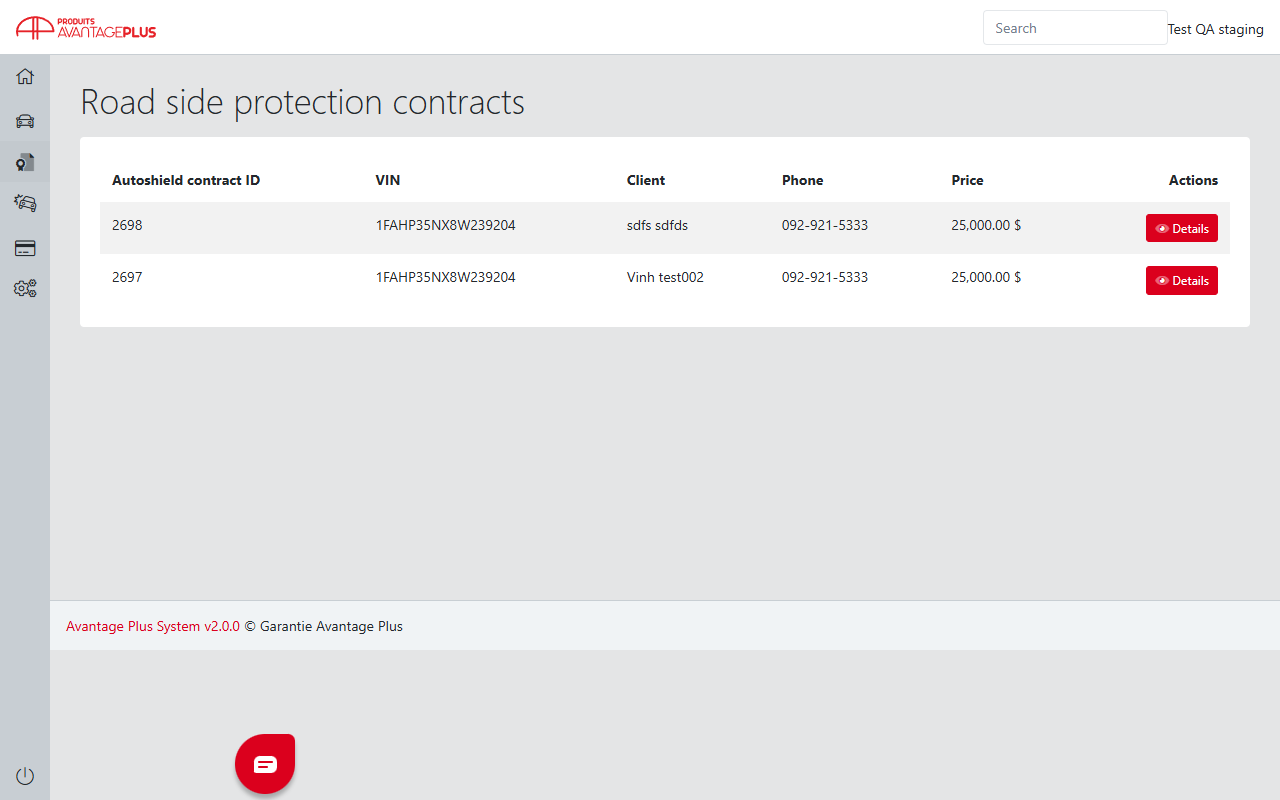 PRODUITS
AVANTAGEPLUS
Search
Test QA staging
Road side protection contracts
Autoshield contract ID VIN Client Phone Price Actions
2698 1FAHP35NX8W239204 sdfs sdfds 092-921-5333 25,000.00 $ Details
2697 1FAHP35NX8W239204 Vinh test002 092-921-5333 25,000.00 $ Details
Avantage Plus System v2.0.0 © Garantie Avantage Plus